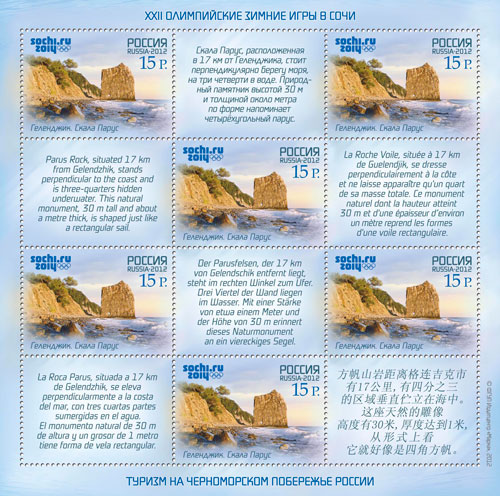 XXII ОЛИМПИЙСКИЕ ЗИМНИЕ ИГРЫ В СОЧИ
sochi.ru
2014
РОССИЯ
RUSSIA•2012
15 Р.
Геленджик. Скала Парус
Скала Парус, расположенная
в 17 км от Геленджика, стоит
перпендикулярно берегу моря,
на три четверти в воде. Природ-
ный памятник высотой 30 м
и толщиной около метра
по форме напоминает
четырёхугольный парус.
sochi.ru
2014
РОССИЯ
RUSSIA•2012
15 Р.
Геленджик. Скала Парус
Parus Rock, situated 17 km
from Gelendzhik, stands
perpendicular to the coast and
is three-quarters hidden
underwater. This natural
monument, 30 m tall and about
a metre thick, is shaped just like
a rectangular sail.
sochi.ru
2014
РОССИЯ
RUSSIA•2012
15 Р.
Геленджик. Скала Парус
La Roche Voile, située à 17 km
de Guelendjik, se dresse
perpendiculairement à la côte
et ne laisse apparaître qu'un quart
de sa masse totale. Ce monument
naturel dont la hauteur atteint
30 m et d'une épaisseur d'environ
un mètre reprend les formes
d'une voile rectangulaire.
sochi.ru
2014
РОССИЯ
RUSSIA•2012
15 Р.
Геленджик. Скала Парус
Der Parusfelsen, der 17 km
von Gelendschik entfernt liegt,
steht im rechten Winkel zum Ufer.
Drei Viertel der Wand liegen
im Wasser. Mit einer Stärke
von etwa einem Meter und
der Höhe von 30 m erinnert
dieses Naturmonument
an ein viereckiges Segel.
sochi.ru
2014
РОССИЯ
RUSSIA•2012
15 Р.
Геленджик. Скала Парус
La Roca Parus, situada a 17 km
de Gelendzhik, se eleva
perpendicularmente a la costa
del mar, con tres cuartas partes
sumergidas en el agua.
El monumento natural de 30 m
de altura y un grosor de 1 metro
tiene forma de vela rectangular.
sochi.ru
2014
РОССИЯ
RUSSIA•2012
15 Р.
Геленджик. Скала Парус
方帆山岩距离格连吉克市
有17公里, 有四分之三
的区域垂直伫立在海中。
这座天然的雕像
高度有30米, 厚度达到1米,
从形式上看
它就好像是四角方帆。
ТУРИЗМ НА ЧЕРНОМОРСКОМ ПОБЕРЕЖЬЕ РОССИИ